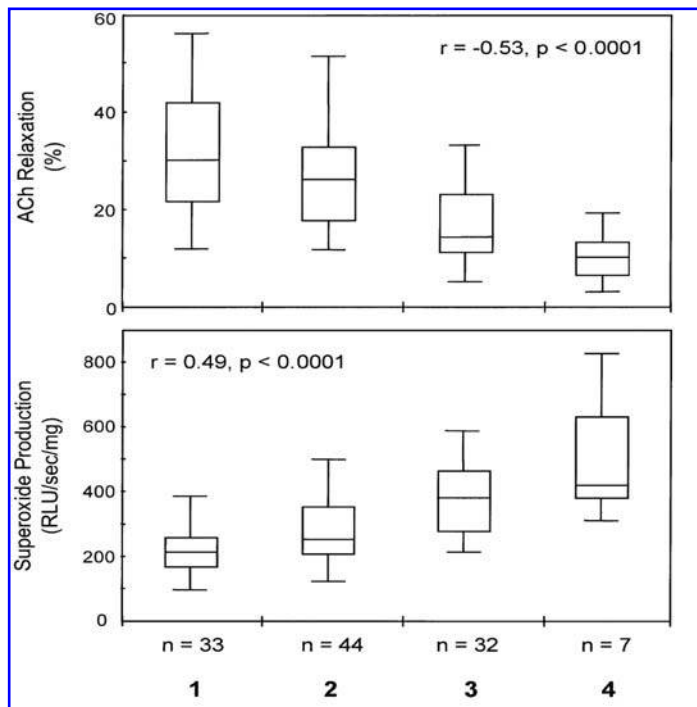 60
r = -0.53, p < 0.0001
40
20
0
ACh Relaxation
(%)
r = 0.49, p < 0.0001
800
600
400
200
0
Superoxide Production
(RLU/sec/mg)
n = 33 n = 44 n = 32 n = 7
1 2 3 4